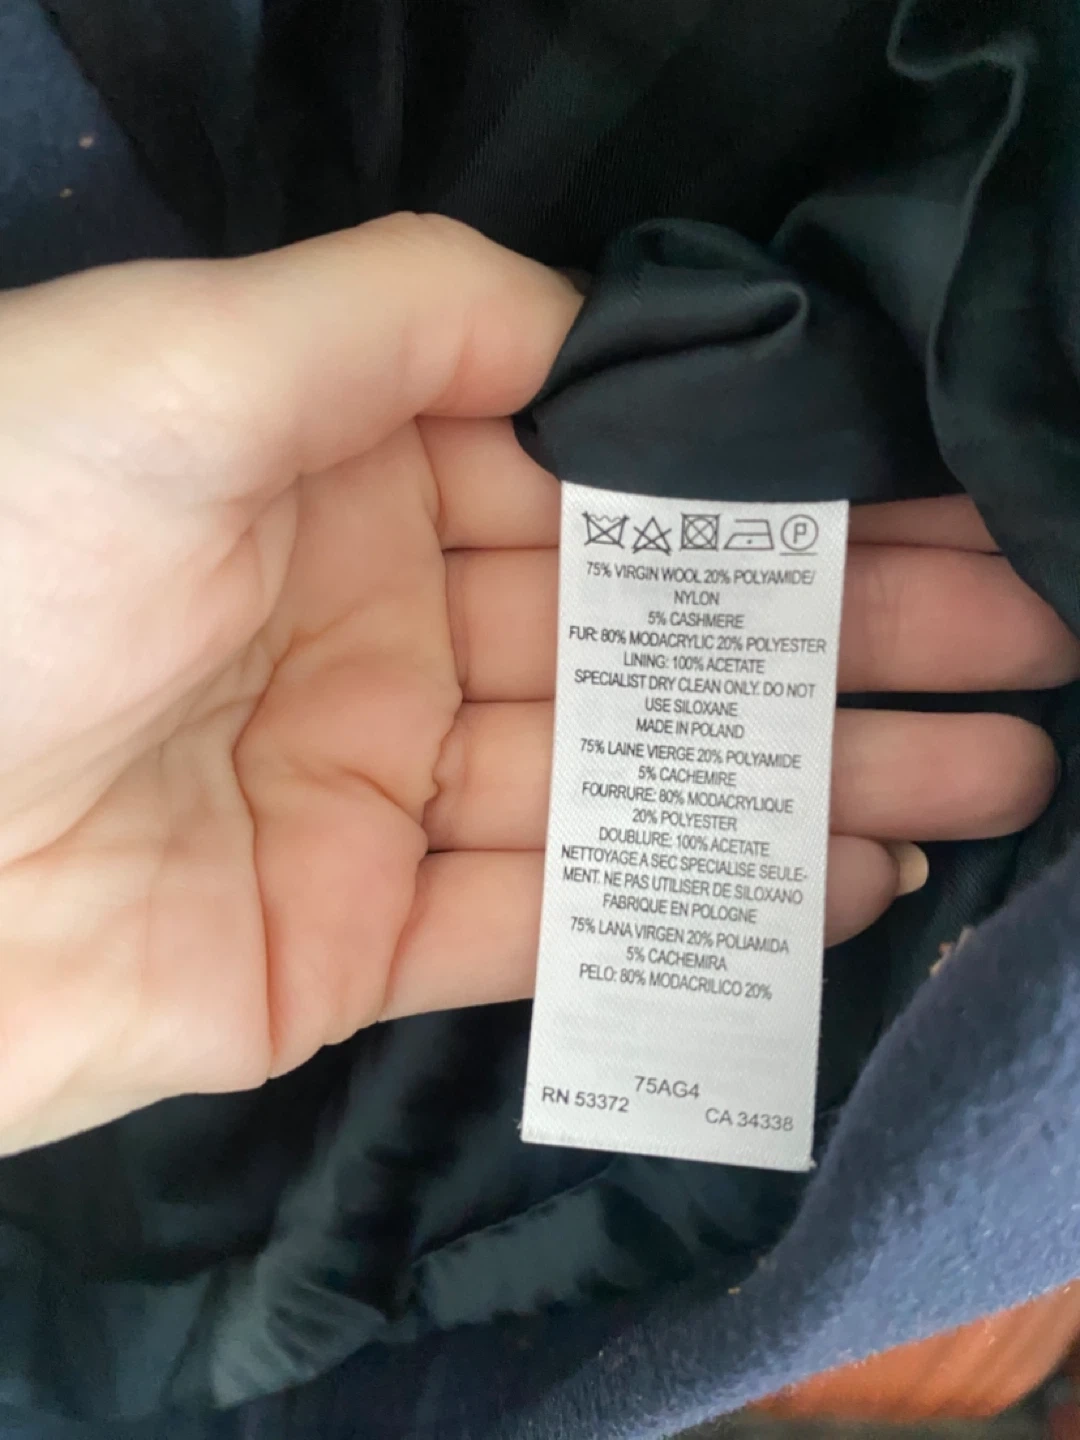 P
75% VIRGIN WOOL 20% POLYAMIDE/
NYLON
5% CASHMERE
FUR: 80% MODACRYLIC 20% POLYESTER
LINING: 100% ACETATE
SPECIALIST DRY CLEAN ONLY. DO NOT
USE SILOXANE
MADE IN POLAND
75% LAINE VIERGE 20% POLYAMIDE
5% CACHEMIRE
FOURRURE: 80% MODACRYLIQUE
20% POLYESTER
DOUBLURE: 100% ACETATE
NETTOYAGE A SEC SPECIALISE SEULE-
MENT. NE PAS UTILISER DE SILOXANO
FABRIQUE EN POLOGNE
75% LANA VIRGEN 20% POLIAMIDA
5% CACHEMIRA
PELO: 80% MODACRILICO 20%
75AG4
RN 53372 CA 34338